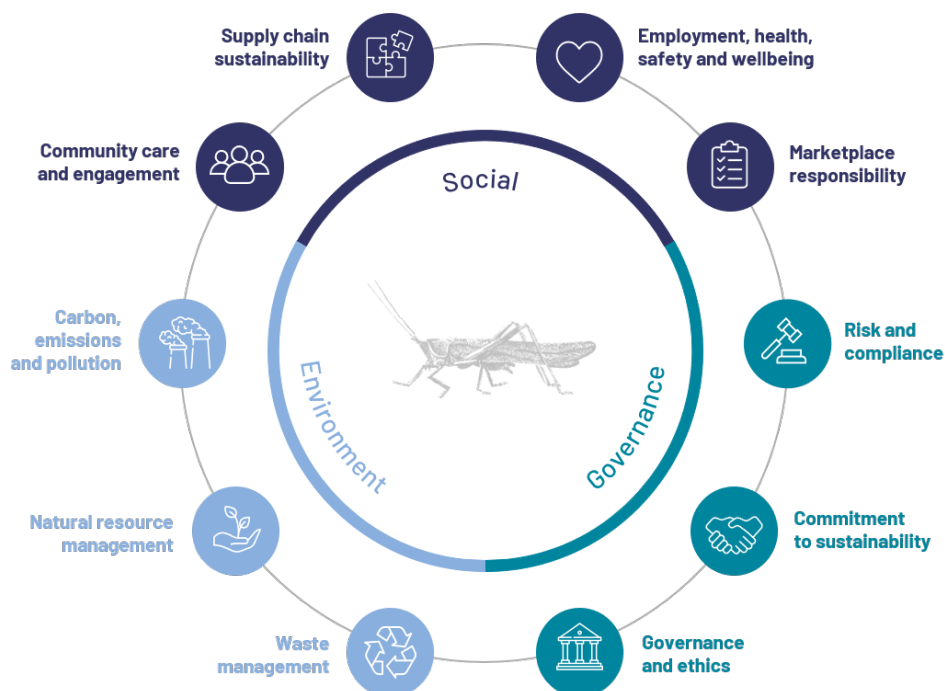 Supply chain
sustainability
Employment, health,
safety and wellbeing
Community care
and engagement
Marketplace
responsibility
Social
Carbon,
emissions
and pollution
Risk and
compliance
Environment
Governance
Natural resource
management
Commitment
to sustainability
Waste
management
Governance
and ethics